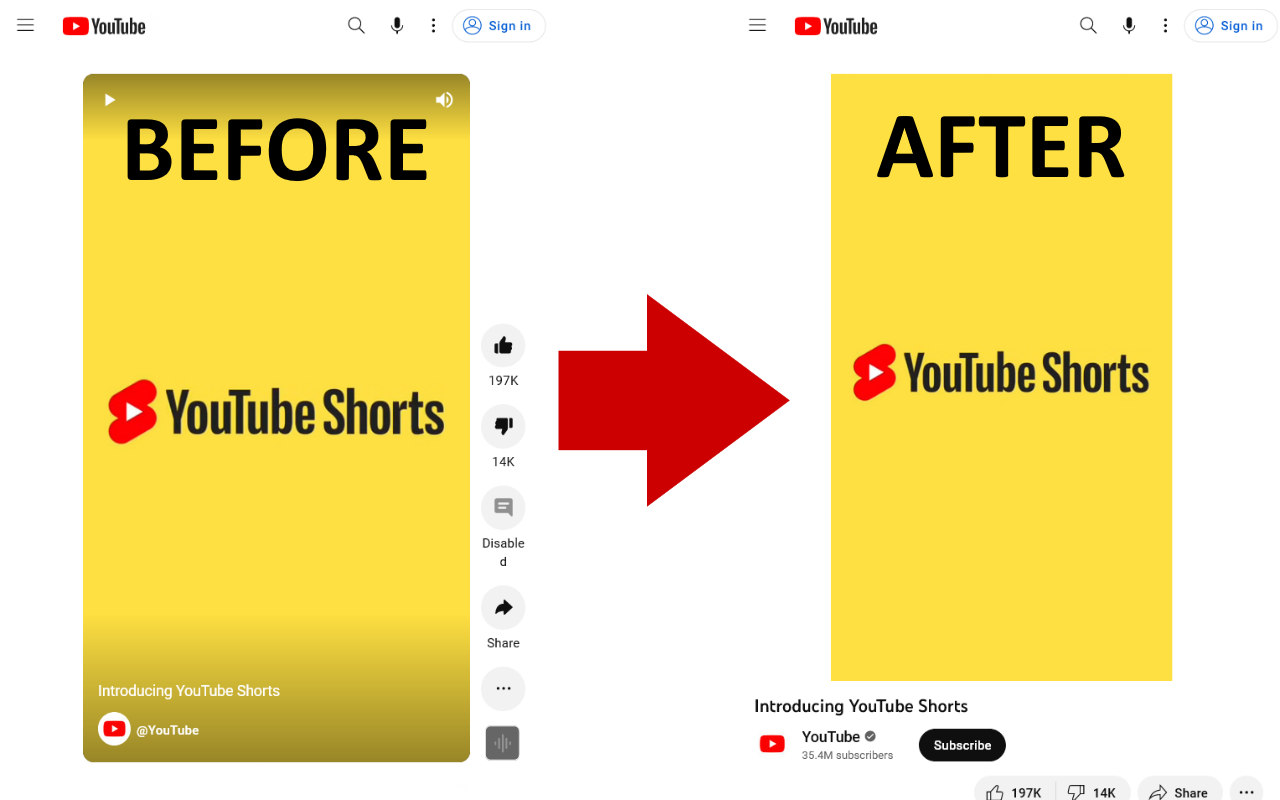 YouTube
Sign in
BEFORE
YouTube Shorts
197K
14K
Disable
d
Share
Introducing YouTube Shorts
@YouTube
YouTube
Sign in
AFTER
YouTube Shorts
Introducing YouTube Shorts
YouTube
35.4M subscribers
Subscribe
197K
14K
Share